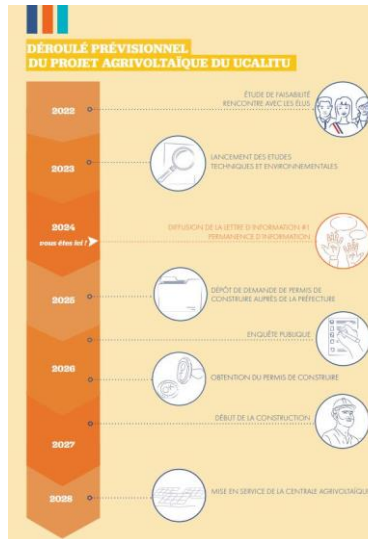 DÉROULÉ PRÉVISIONNEL
DU PROJET AGRIVOLTAÏQUE DU UCALITU
2022
ÉTUDE DE FAISABILITÉ
RENCONTRE AVEC LES ÉLUS
2023
LANCEMENT DES ETUDES
TECHNIQUES ET ENVIRONNEMENTALES
2024
vous êtes ici !
DIFFUSION DE LA LETTRE D'INFORMATION #1
PERMANENCE D'INFORMATION
2025
DÉPÔT DE DEMANDE DE PERMIS DE
CONSTRUIRE AUPRÈS DE LA PRÉFECTURE
ENQUÊTE PUBLIQUE
2026
OBTENTION DU PERMIS DE CONSTRUIRE
DÉBUT DE LA CONSTRUCTION
2027
2028
MISE EN SERVICE DE LA CENTRALE AGRIVOLTAÏQUE